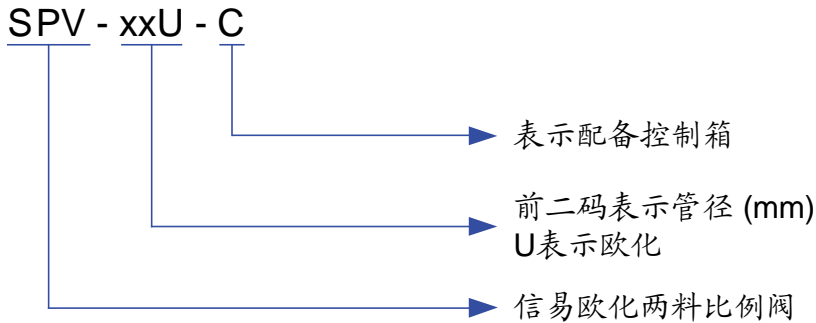 SPV - xxU - C
表示配备控制箱
前二码表示管径 (mm)
U表示欧化
信易欧化两料比例阀